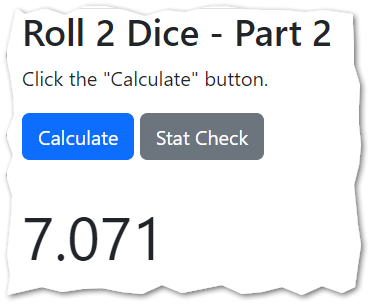 Roll 2 Dice - Part 2
Click the "Calculate" button.
Calculate Stat Check
7.071